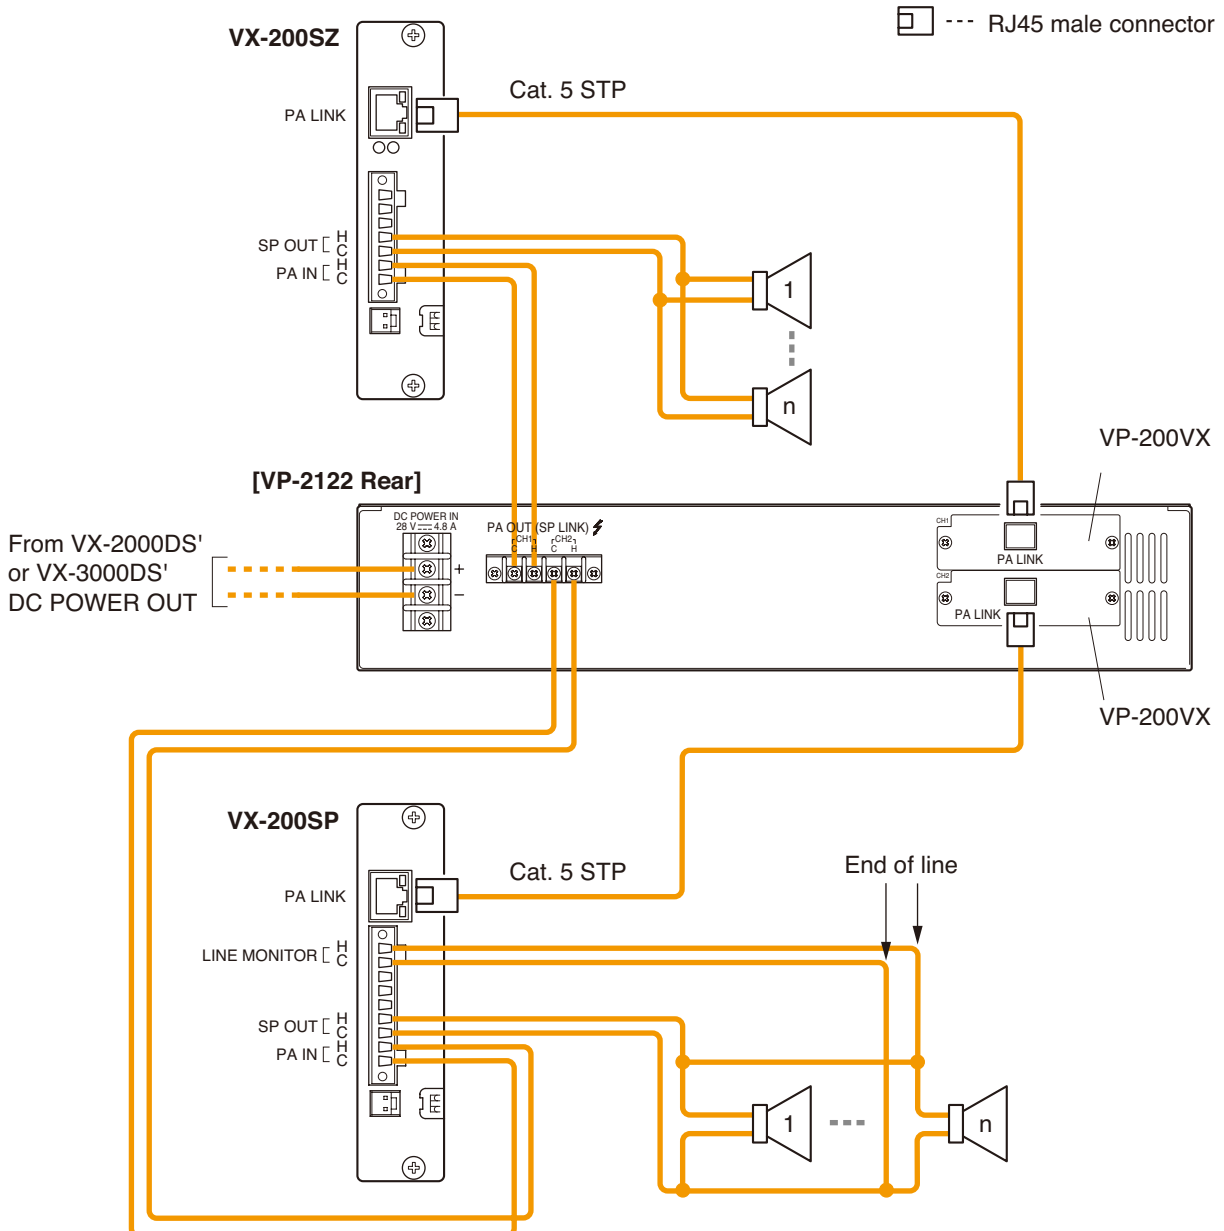 RJ45 male connector
VX-200SZ
Cat. 5 STP
PA LINK
SP OUT
H
C
PA IN
H
C
1
n
[VP-2122 Rear]
VP-200VX
DC POWER IN
28 V 4.8 A
PA OUT (SP LINK)
CH1 CH2
C H C H
+
−
From VX-2000DS'
or VX-3000DS'
DC POWER OUT
CH1
PA LINK
CH2
PA LINK
VP-200VX
VX-200SP
Cat. 5 STP
End of line
PA LINK
LINE MONITOR
H
C
SP OUT
H
C
PA IN
H
C
1
n